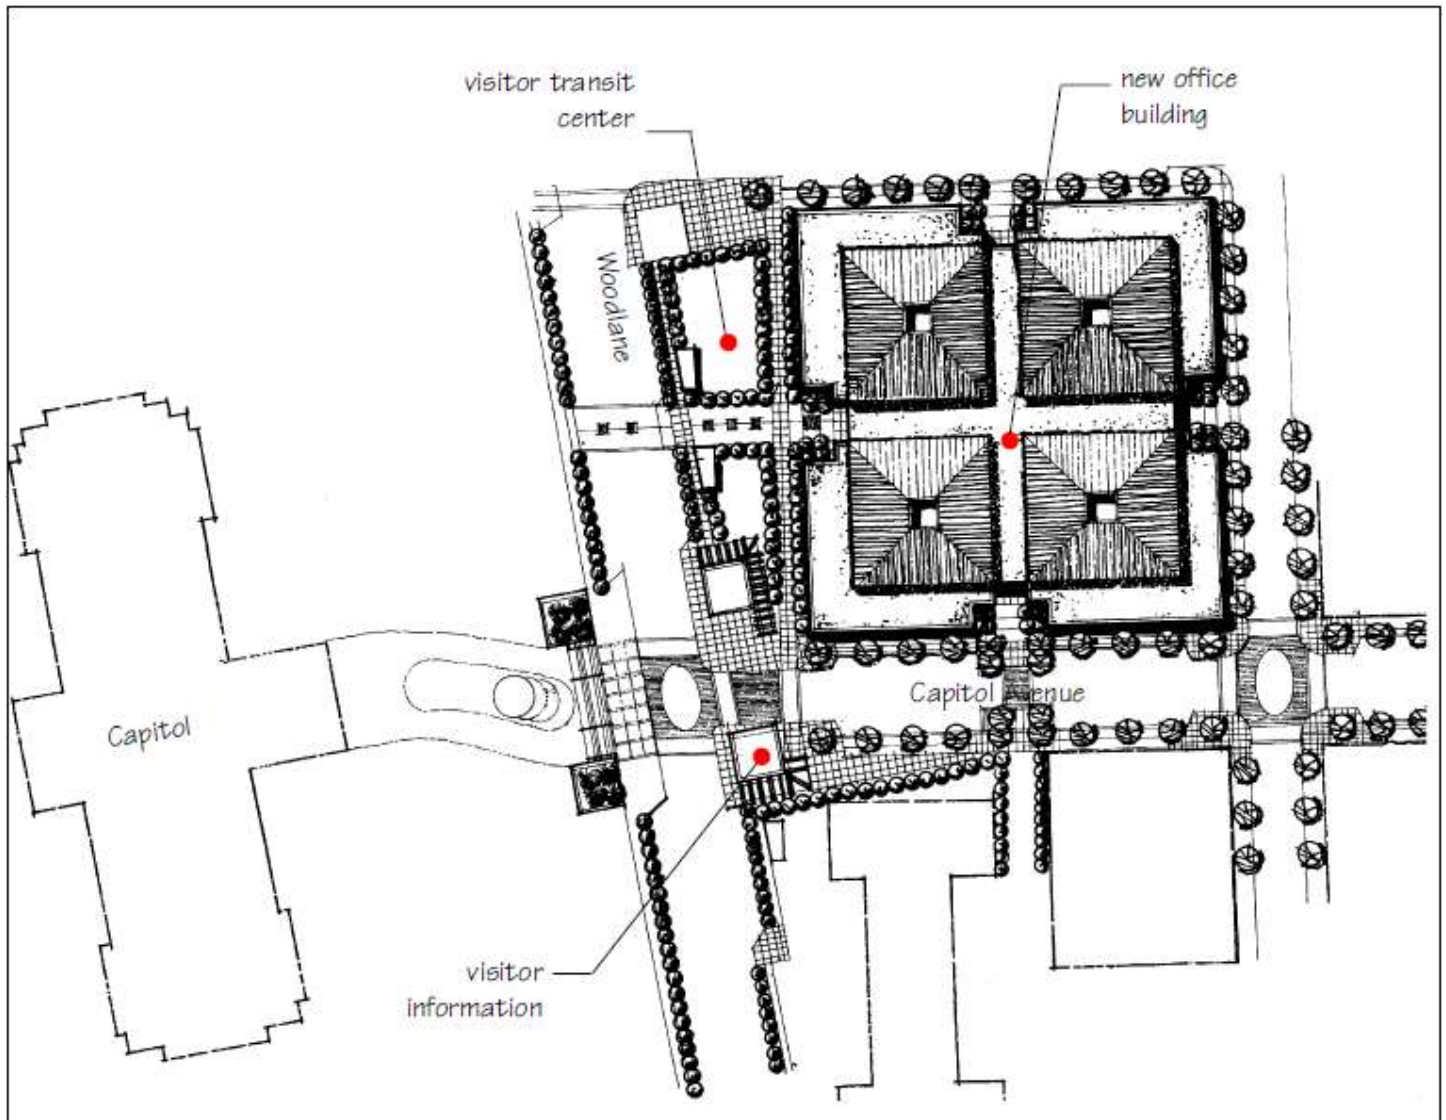 visitor transit
center
new office
building
Woodlane
Capitol
Capitol Avenue
visitor
information